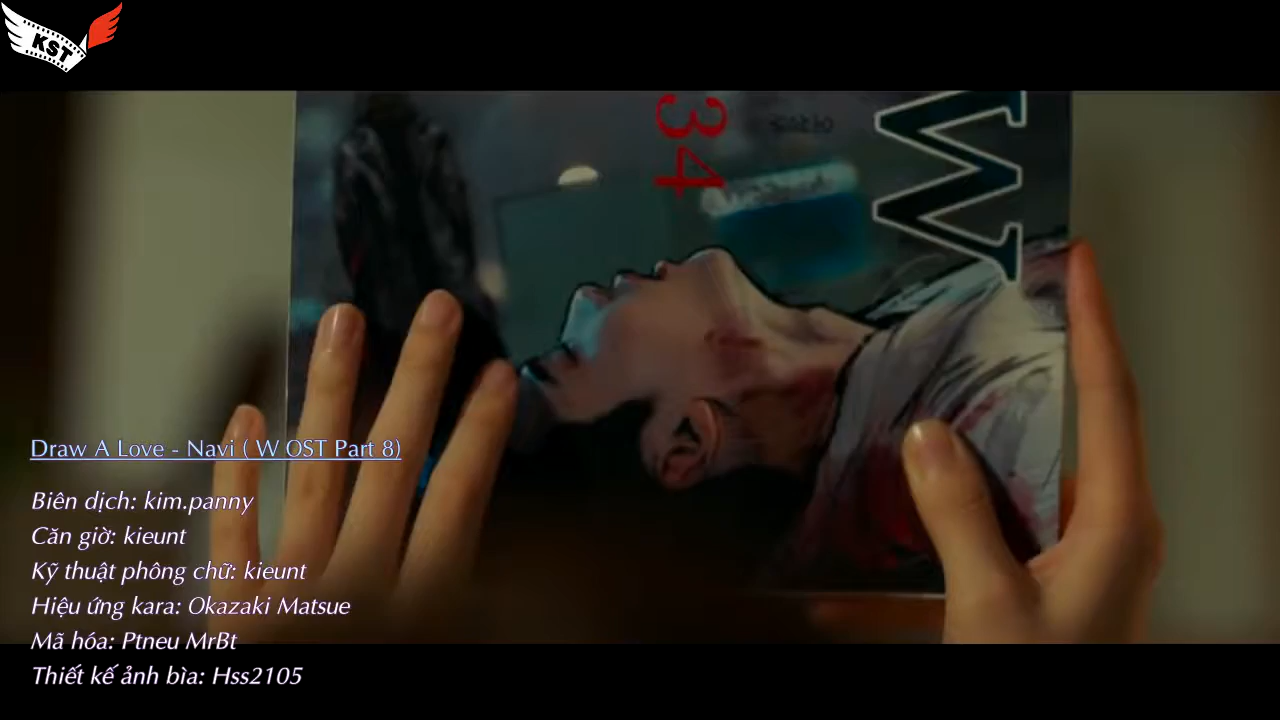 KST
W
34
Draw A Love - Navi ( W OST Part 8)
Biên dịch: kim.panny
Căn giờ: kieunt
Kỹ thuật phông chữ: kieunt
Hiệu ứng kara: Okazaki Matsue
Mã hóa: Ptneu MrBt
Thiết kế ảnh bìa: Hss2105